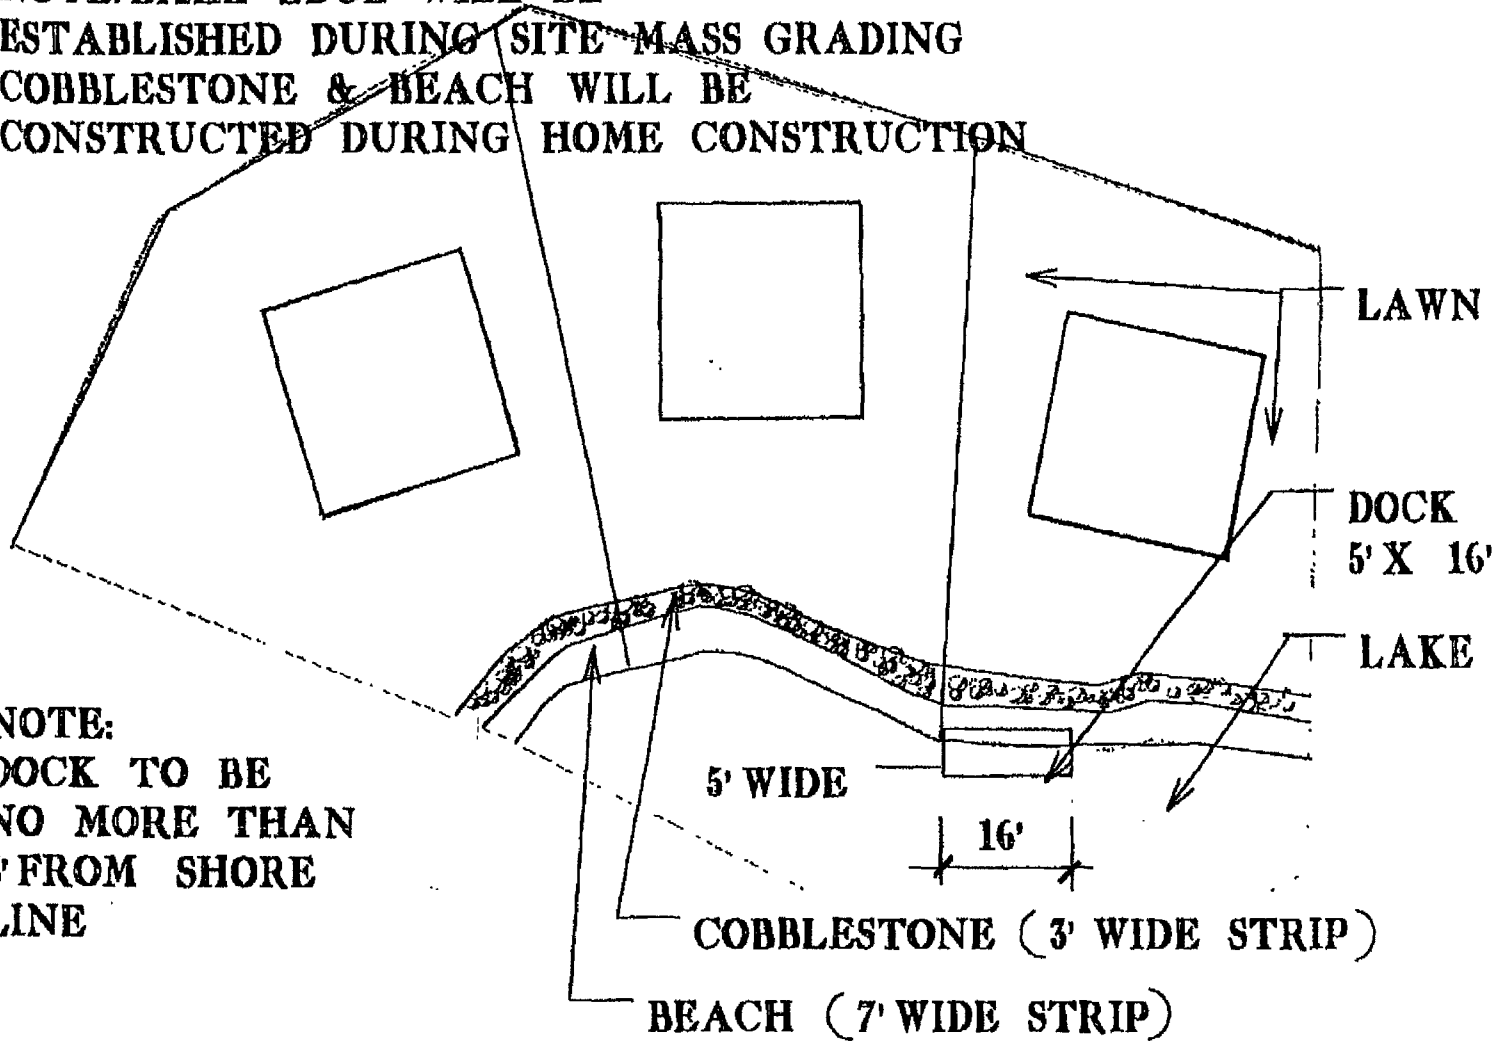 ESTABLISHED DURING SITE MASS GRADING
COBBLESTONE & BEACH WILL BE
CONSTRUCTED DURING HOME CONSTRUCTION
LAWN
DOCK
5' X 16'
LAKE
NOTE:
DOCK TO BE
NO MORE THAN
' FROM SHORE
LINE
5' WIDE
16'
COBBLESTONE (3' WIDE STRIP)
BEACH (7' WIDE STRIP)